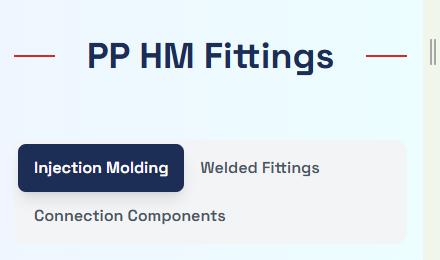 PP HM Fittings
Injection Molding
Welded Fittings
Connection Components